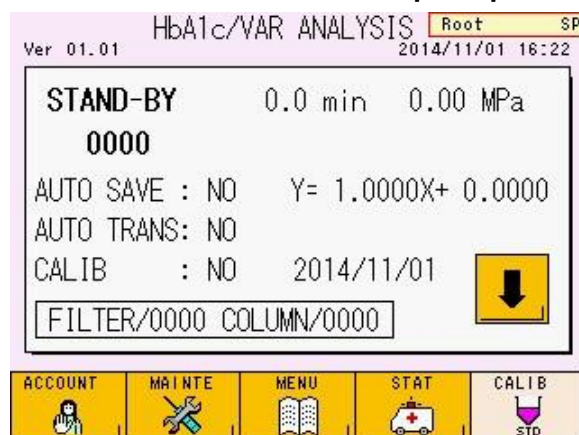 HbA1c/VAR ANALYSIS Root SP
Ver 01.01 2014/11/01 16:22
STAND-BY 0.0 min 0.00 MPa
0000
AUTO SAVE : NO Y= 1.0000X+ 0.0000
AUTO TRANS: NO
CALIB : NO 2014/11/01
FILTER/0000 COLUMN/0000
ACCOUNT MAINTE MENU STAT CALIB
STD